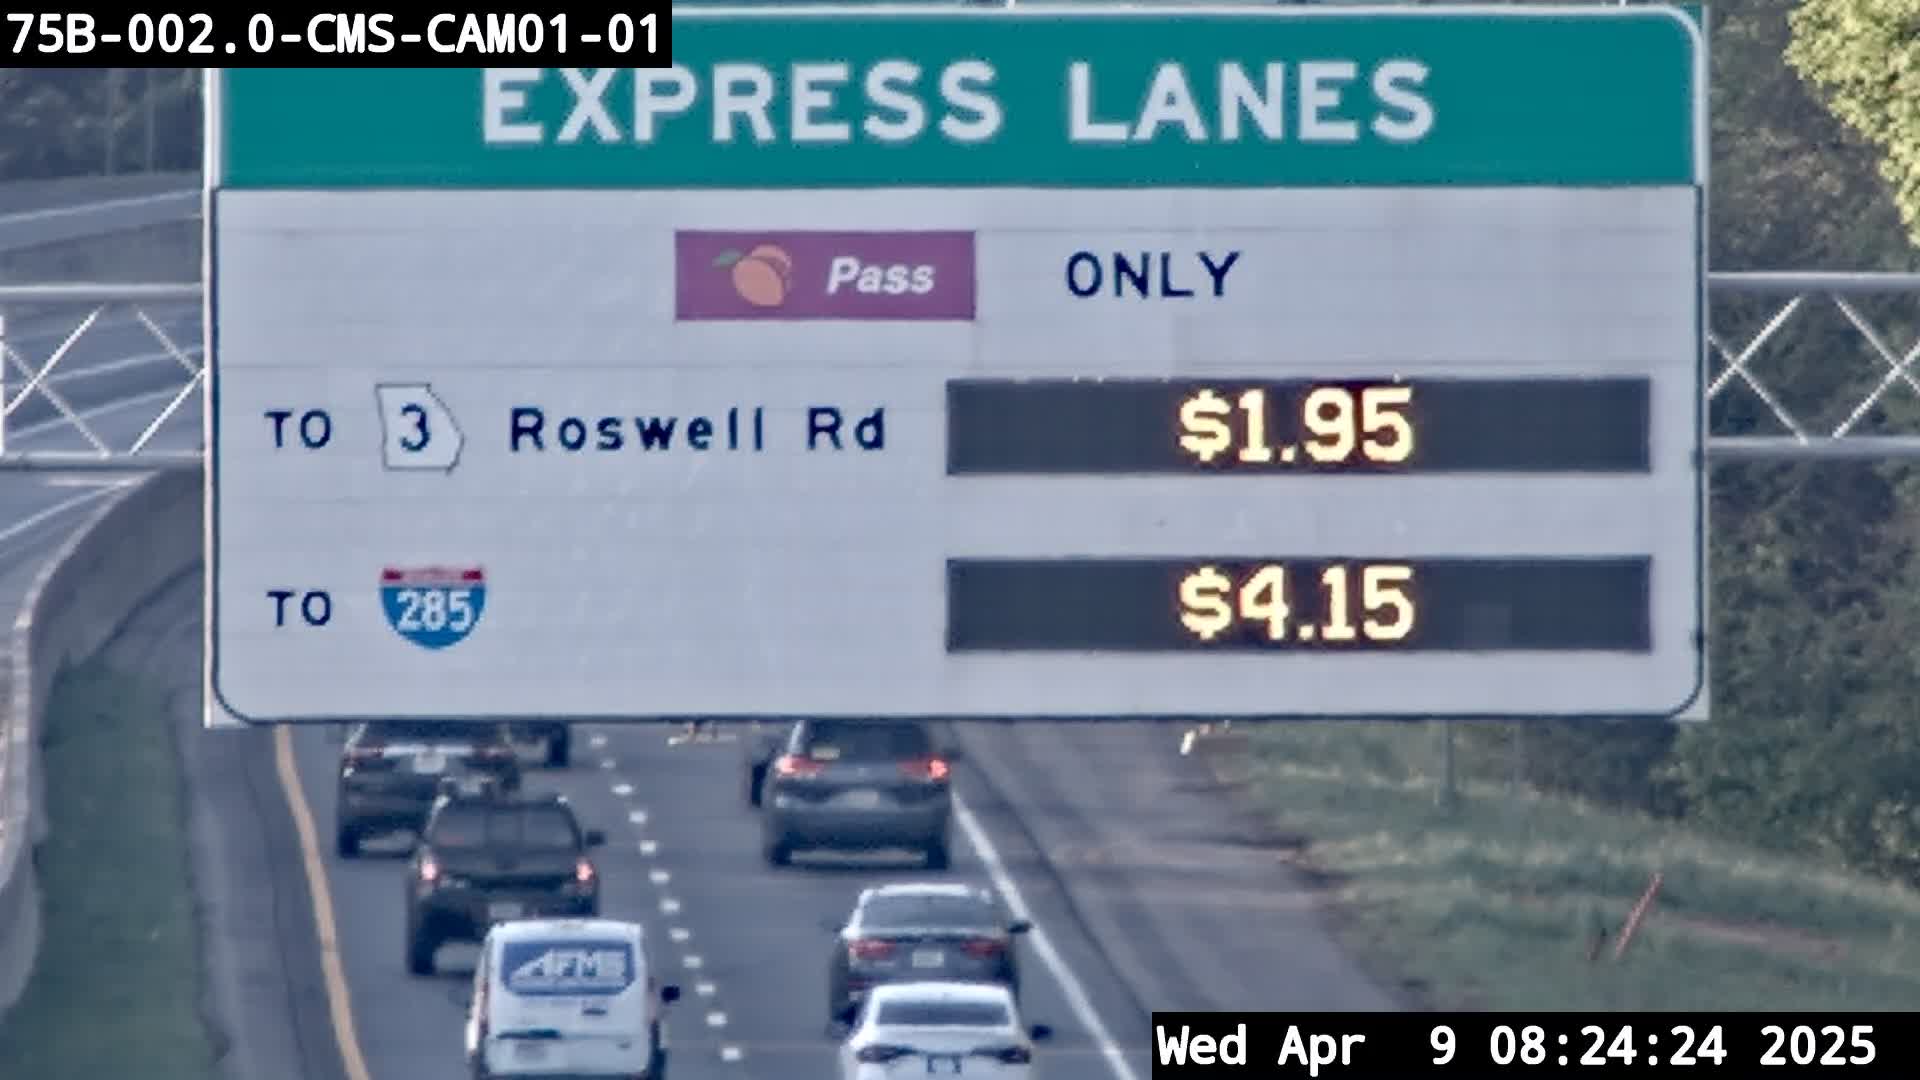 75B-002.0-CMS-CAM01-01
EXPRESS LANES
Pass ONLY
TO 3 Roswell Rd $1.95
TO 285 $4.15
AFMS
Wed Apr 9 08:24:24 2025